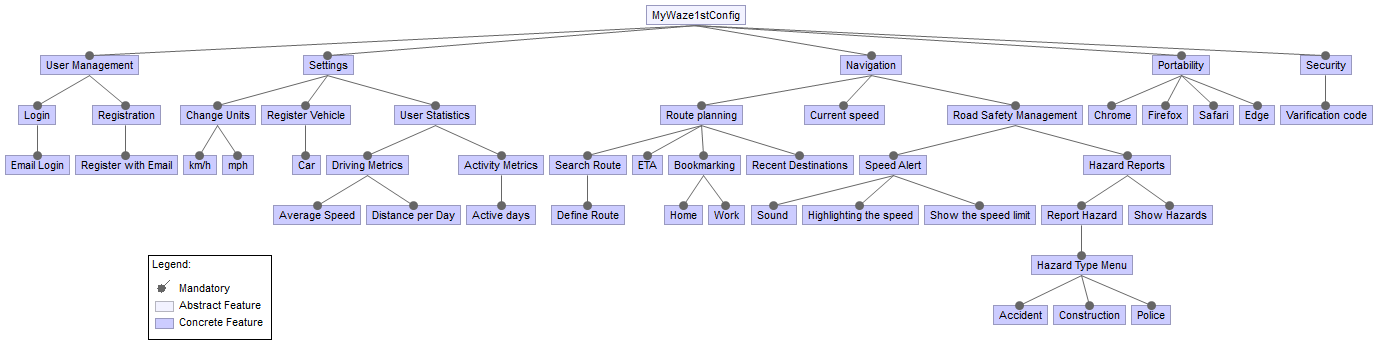 MyWaze1stConfig
User Management
Settings
Navigation
Portability
Security
Login
Registration
Change Units
Register Vehicle
User Statistics
Route planning
Current speed
Road Safety Management
Chrome
Firefox
Safari
Edge
Varification code
Email Login
Register with Email
km/h
mph
Car
Driving Metrics
Activity Metrics
Search Route
ETA
Bookmarking
Recent Destinations
Speed Alert
Hazard Reports
Average Speed
Distance per Day
Active days
Define Route
Home
Work
Sound
Highlighting the speed
Show the speed limit
Report Hazard
Show Hazards
Hazard Type Menu
Accident
Construction
Police
Legend:
Mandatory
Abstract Feature
Concrete Feature